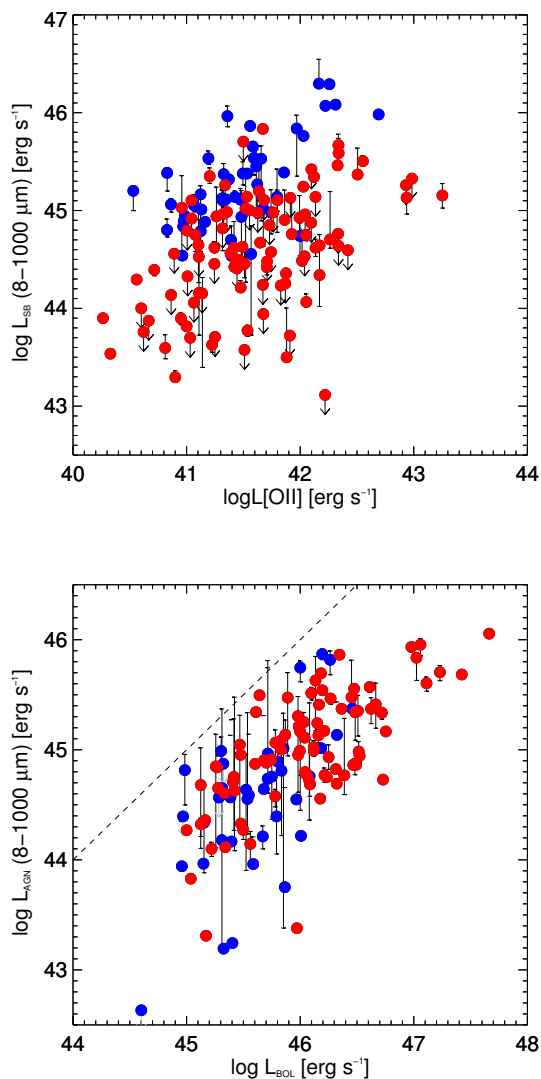 47
46
45
44
43
log L_SB (8–1000 μm) [erg s⁻¹]
40 41 42 43 44
logL[OII] [erg s⁻¹]
46
45
44
43
log L_AGN (8–1000 μm) [erg s⁻¹]
44 45 46 47 48
log L_BOL [erg s⁻¹]